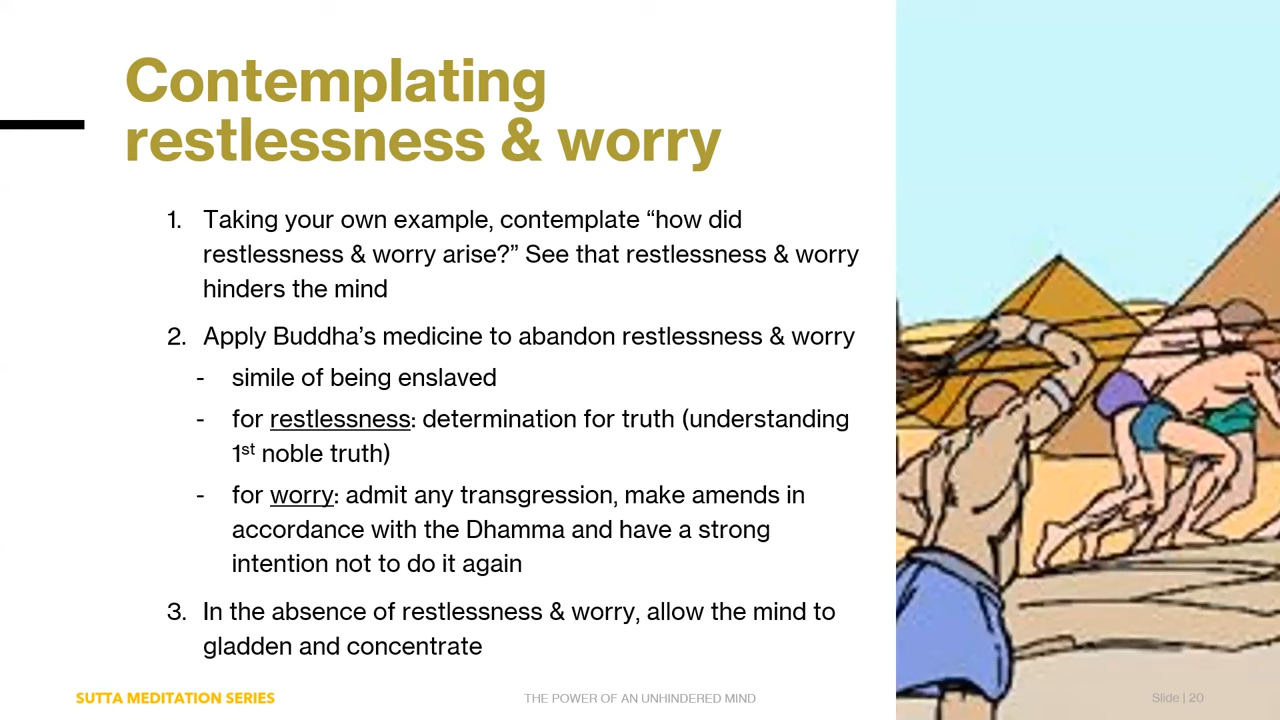 Contemplating
restlessness & worry
1. Taking your own example, contemplate “how did
restlessness & worry arise?” See that restlessness & worry
hinders the mind
2. Apply Buddha’s medicine to abandon restlessness & worry
- simile of being enslaved
- for restlessness: determination for truth (understanding
1st noble truth)
- for worry: admit any transgression, make amends in
accordance with the Dhamma and have a strong
intention not to do it again
3. In the absence of restlessness & worry, allow the mind to
gladden and concentrate
SUTTA MEDITATION SERIES
THE POWER OF AN UNHINDERED MIND
Slide | 20